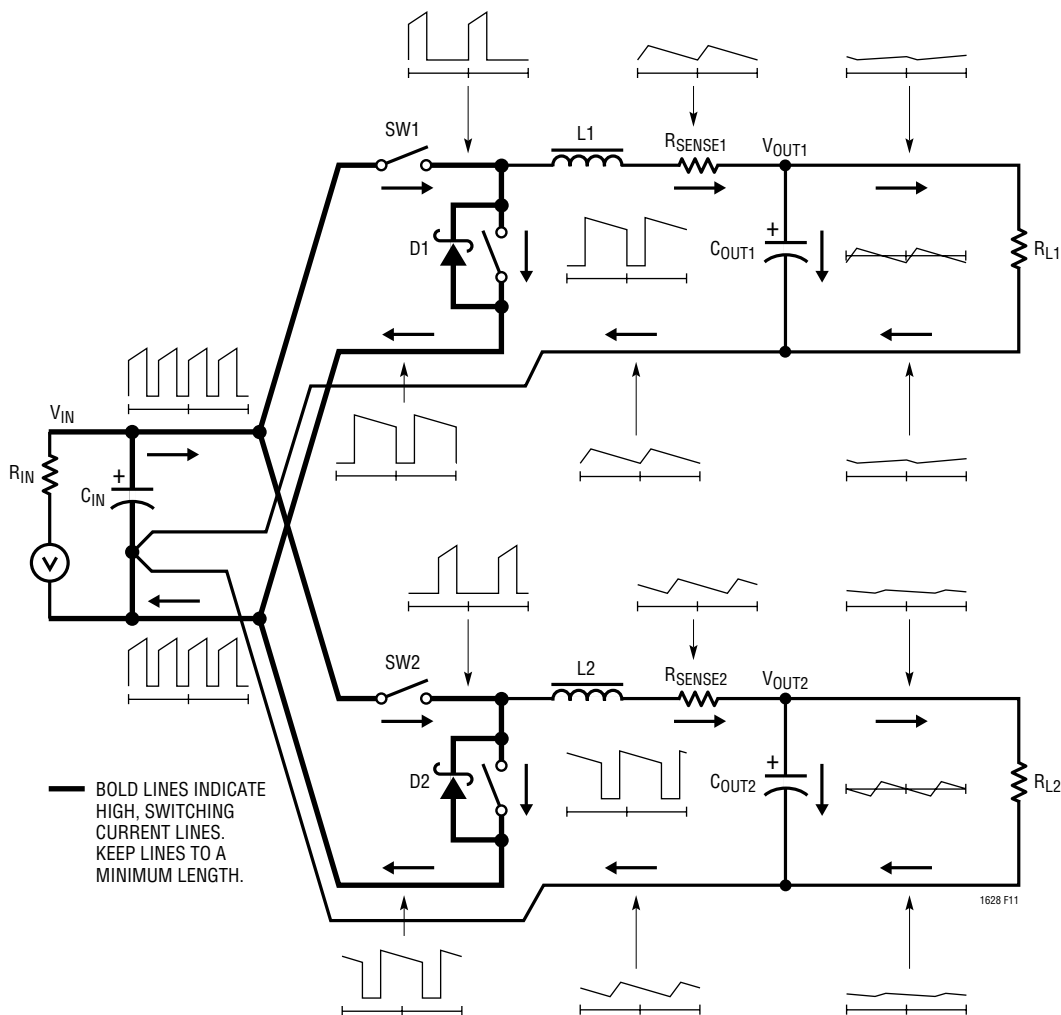 SW1
L1
RSENSE1
VOUT1
D1
COUT1
+
RL1
VIN
RIN
+
CIN
V
SW2
L2
RSENSE2
VOUT2
D2
COUT2
+
RL2
BOLD LINES INDICATE
HIGH, SWITCHING
CURRENT LINES.
KEEP LINES TO A
MINIMUM LENGTH.
1628 F11